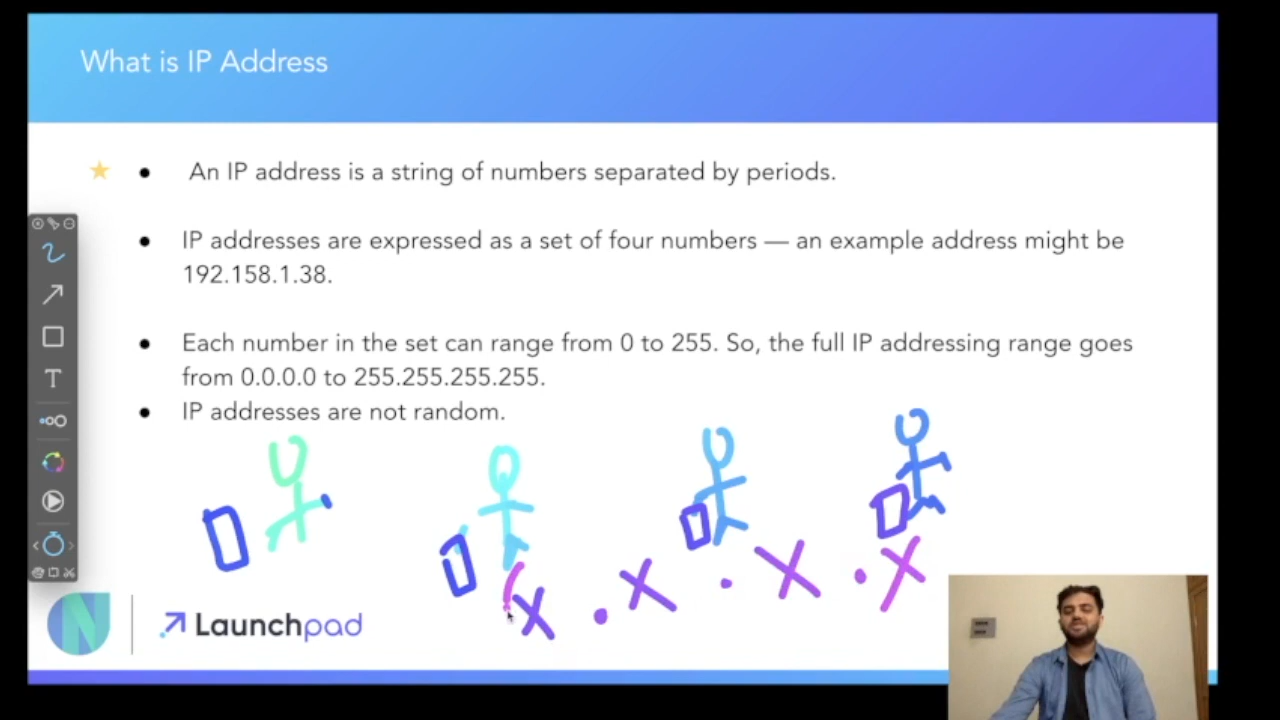 What is IP Address
★ ● An IP address is a string of numbers separated by periods.
● IP addresses are expressed as a set of four numbers — an example address might be
192.158.1.38.
● Each number in the set can range from 0 to 255. So, the full IP addressing range goes
from 0.0.0.0 to 255.255.255.255.
● IP addresses are not random.
X . X . X . X
N Launchpad
T